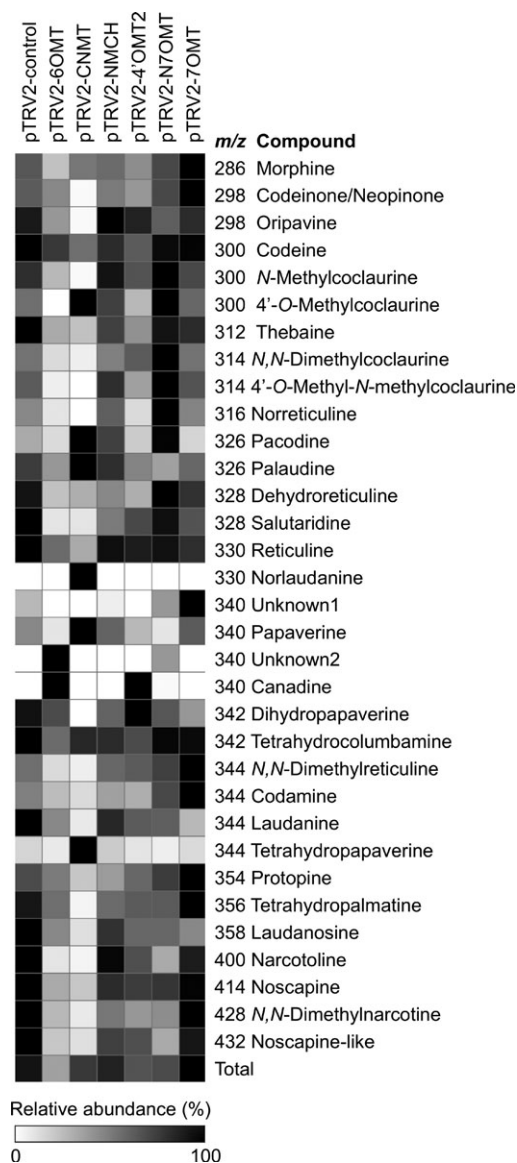 pTRV2-control
pTRV2-6OMT
pTRV2-CNMT
pTRV2-NMCH
pTRV2-4'OMT2
pTRV2-N7OMT
pTRV2-7OMT
m/z Compound
286 Morphine
298 Codeinone/Neopinone
298 Oripavine
300 Codeine
300 N-Methylcoclaurine
300 4'-O-Methylcoclaurine
312 Thebaine
314 N,N-Dimethylcoclaurine
314 4'-O-Methyl-N-methylcoclaurine
316 Norreticuline
326 Pacodine
326 Palaudine
328 Dehydroreticuline
328 Salutaridine
330 Reticuline
330 Norlaudanine
340 Unknown1
340 Papaverine
340 Unknown2
340 Canadine
342 Dihydropapaverine
342 Tetrahydrocolumbamine
344 N,N-Dimethylreticuline
344 Codamine
344 Laudanine
344 Tetrahydropapaverine
354 Protopine
356 Tetrahydropalmatine
358 Laudanosine
400 Narcotoline
414 Noscapine
428 N,N-Dimethylnarcotine
432 Noscapine-like
Total
Relative abundance (%)
0 100